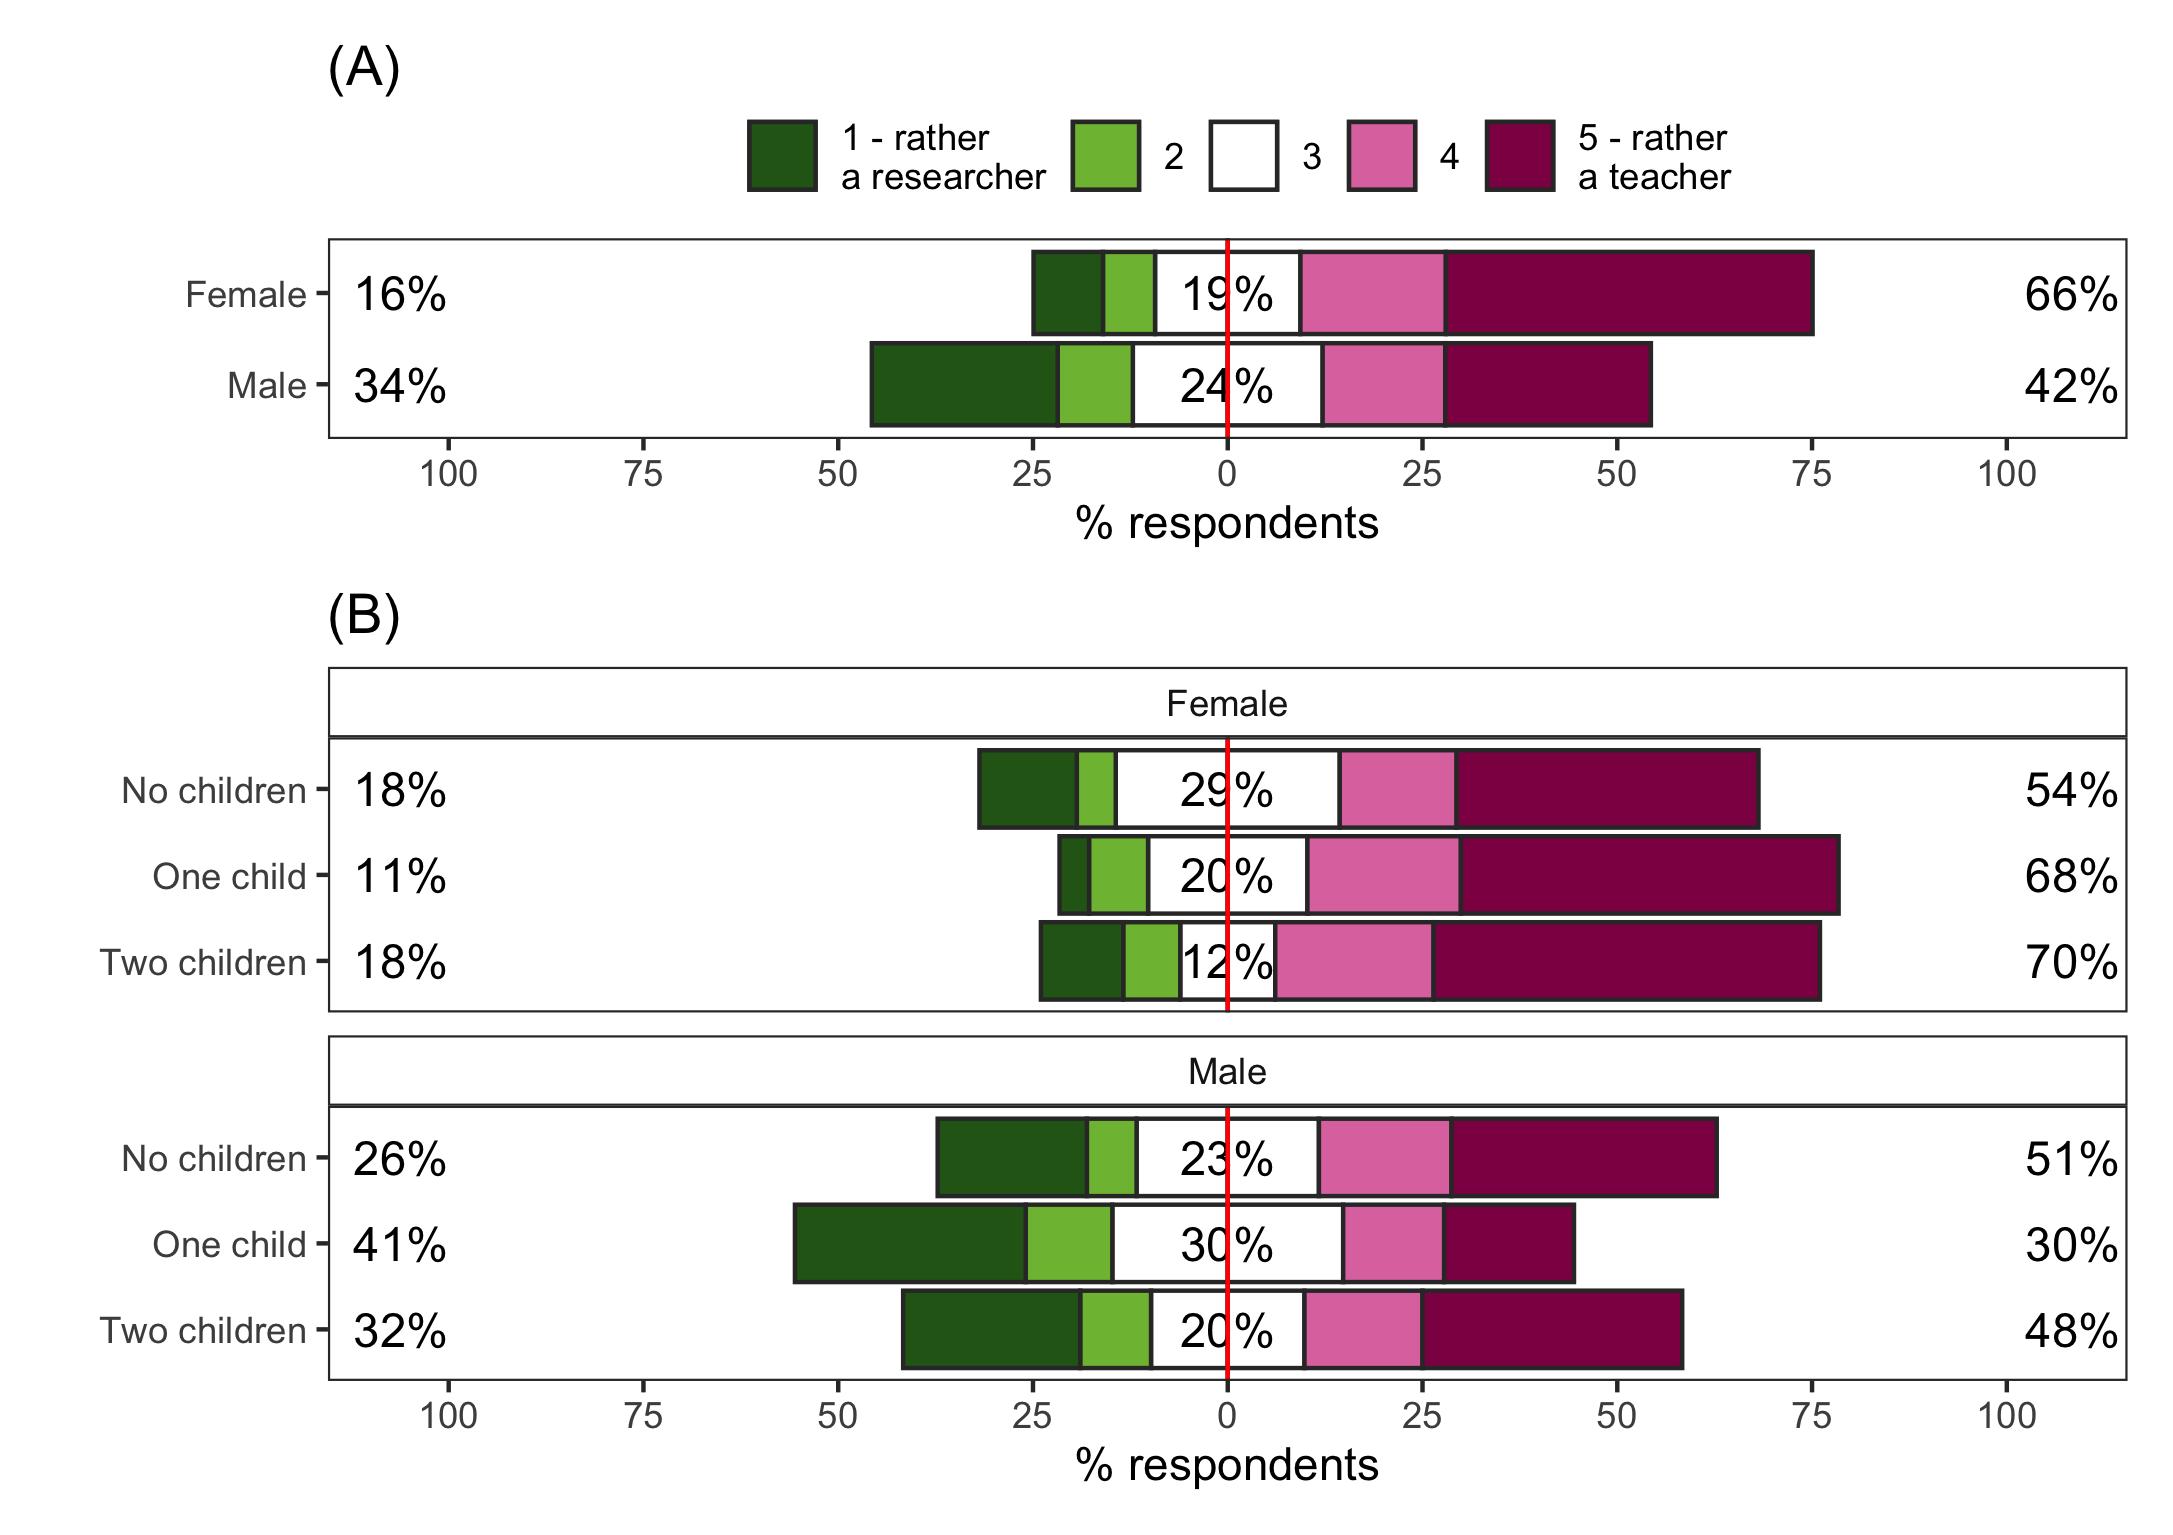 (A)
1 - rather
a researcher
2
3
4
5 - rather
a teacher
Female
16%
19%
66%
Male
34%
24%
42%
100
75
50
25
0
25
50
75
100
% respondents
(B)
Female
No children
18%
29%
54%
One child
11%
20%
68%
Two children
18%
12%
70%
Male
No children
26%
23%
51%
One child
41%
30%
30%
Two children
32%
20%
48%
100
75
50
25
0
25
50
75
100
% respondents